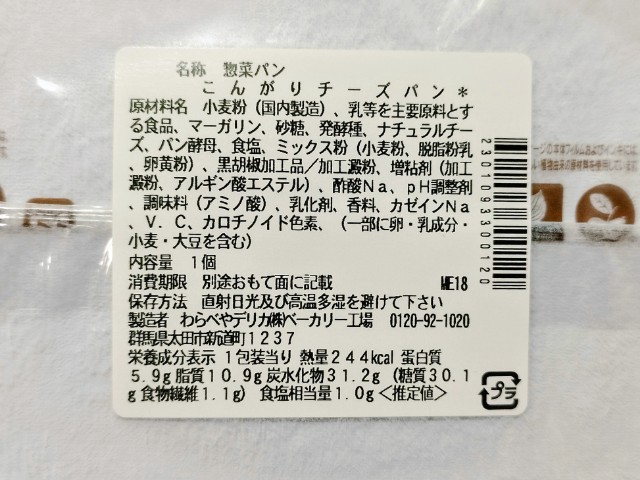 名称　惣菜パン
こんがりチーズパン＊
原材料名　小麦粉（国内製造）、乳等を主要原料とす
る食品、マーガリン、砂糖、発酵種、ナチュラルチー
ズ、パン酵母、食塩、ミックス粉（小麦粉、脱脂粉乳
、卵黄粉）、黒胡椒加工品／加工澱粉、増粘剤（加工
澱粉、アルギン酸エステル）、酢酸Ｎａ、ｐＨ調整剤
、調味料（アミノ酸）、乳化剤、香料、カゼインＮａ
、Ｖ．Ｃ、カロチノイド色素、（一部に卵・乳成分・
小麦・大豆を含む）
内容量　１個
消費期限　別途おもて面に記載　ME18
保存方法　直射日光及び高温多湿を避けて下さい
製造者　わらべやデリカ㈱ベーカリー工場　0120-92-1020
群馬県太田市新道町１２３７
栄養成分表示　１包装当り　熱量２４４kcal　蛋白質
５.９g　脂質１０.９g　炭水化物３１.２g　（糖質３０.１
g　食物繊維１.１g）　食塩相当量１.０g＜推定値＞
プラ
2301093300120